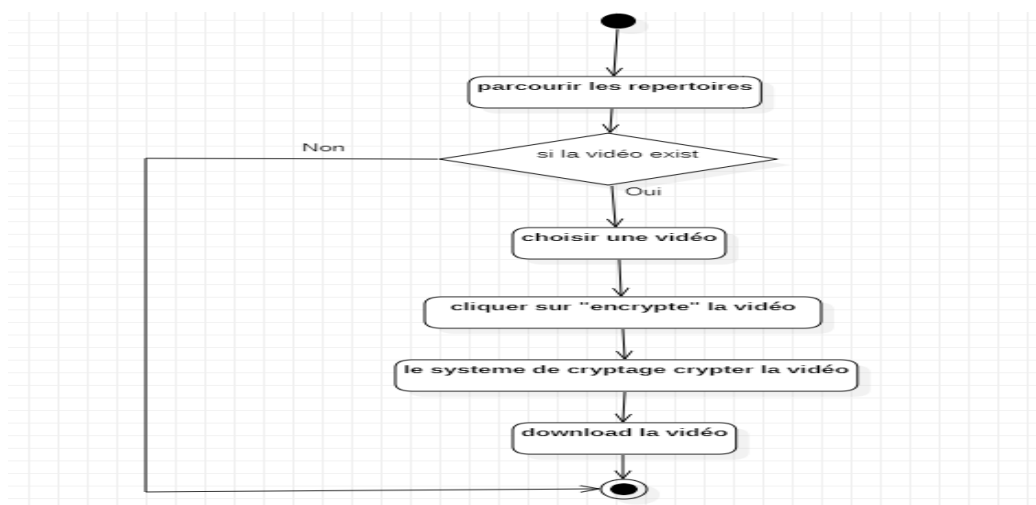 parcourir les repertoires
si la vidéo exist
Non
Oui
choisir une vidéo
cliquer sur "encrypte" la vidéo
le systeme de cryptage crypter la vidéo
download la vidéo